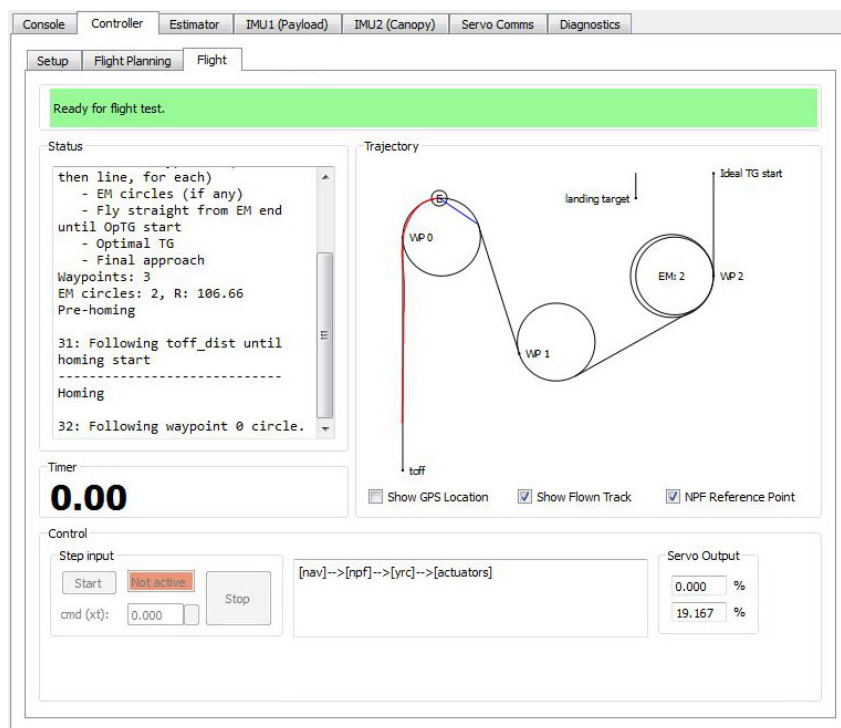 Console Controller Estimator IMU1 (Payload) IMU2 (Canopy) Servo Comms Diagnostics
Setup Flight Planning Flight
Ready for flight test.
Status
then line, for each)
- EM circles (if any)
- Fly straight from EM end
until OpTG start
- Optimal TG
- Final approach
Waypoints: 3
EM circles: 2, R: 106.66
Pre-homing
31: Following toff_dist until
homing start
-----------------------------
Homing
32: Following waypoint 0 circle.
Timer
0.00
Trajectory
Ideal TG start
landing target
E
WP 0
EM: 2
WP 2
WP 1
toff
Show GPS Location Show Flown Track NPF Reference Point
Control
Step input
Start Not active Stop
cmd (xt): 0.000
[nav]-->[npf]-->[yrc]-->[actuators]
Servo Output
0.000 %
19.167 %